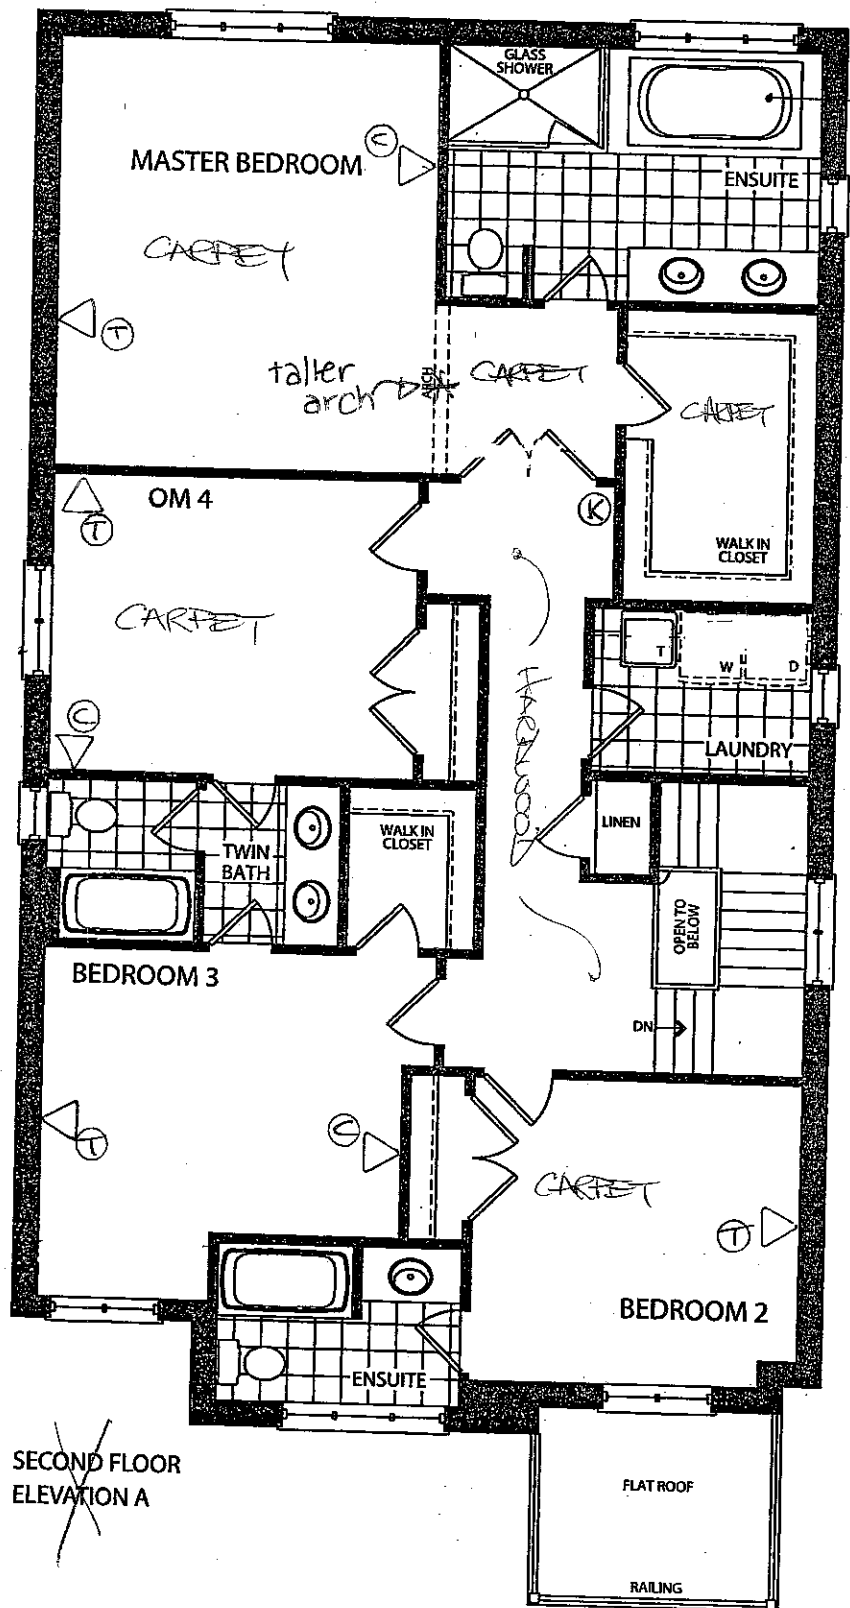 GLASS
SHOWER
C
MASTER BEDROOM
ENSUITE
CARPEY
T
taller
arch
ARCH
CARPET
CARPET
OM 4
K
T
WALK IN
CLOSET
CARPET
T
W
D
HARDWOOD
C
LAUNDRY
TWIN
BATH
WALK IN
CLOSET
LINEN
OPEN TO
BELOW
BEDROOM 3
DN
T
C
CARPET
T
BEDROOM 2
ENSUITE
SECOND FLOOR
ELEVATION A
FLAT ROOF
RAILING